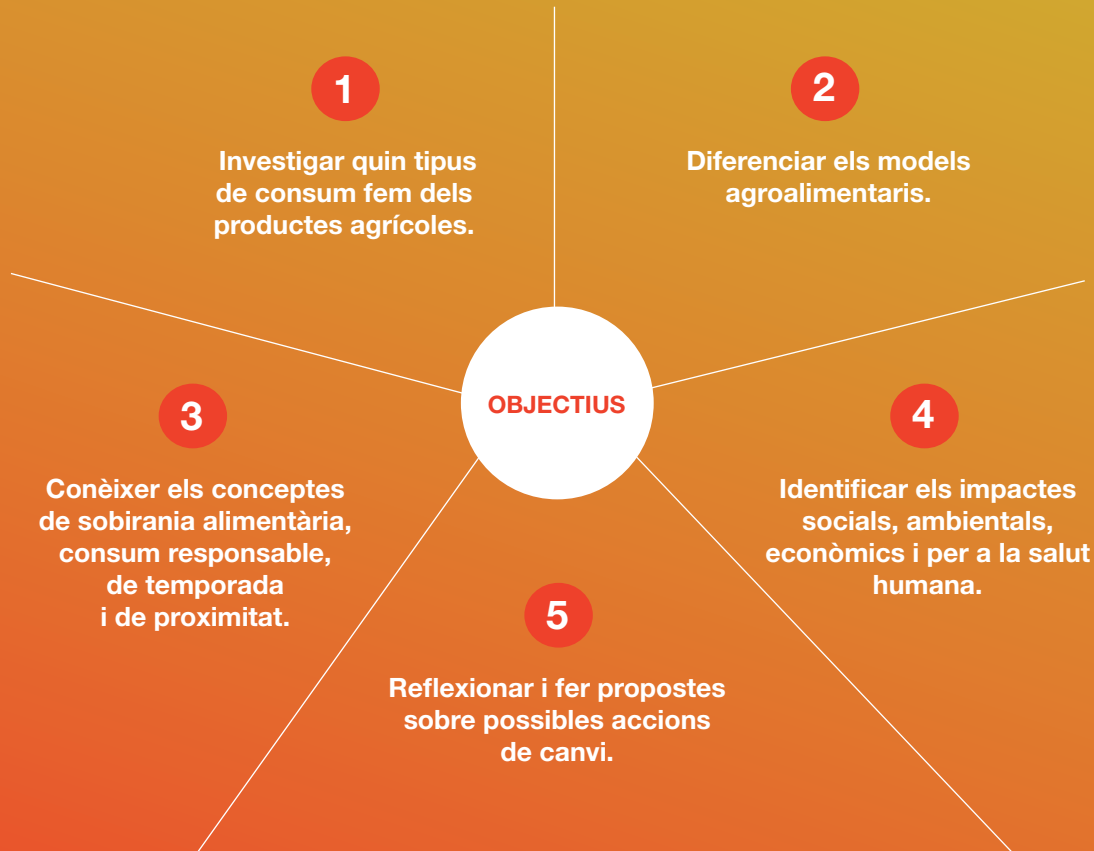 1
Investigar quin tipus
de consum fem dels
productes agrícoles.
2
Diferenciar els models
agroalimentaris.
OBJECTIUS
3
Conèixer els conceptes
de sobirania alimentària,
consum responsable,
de temporada
i de proximitat.
4
Identificar els impactes
socials, ambientals,
econòmics i per a la salut
humana.
5
Reflexionar i fer propostes
sobre possibles accions
de canvi.